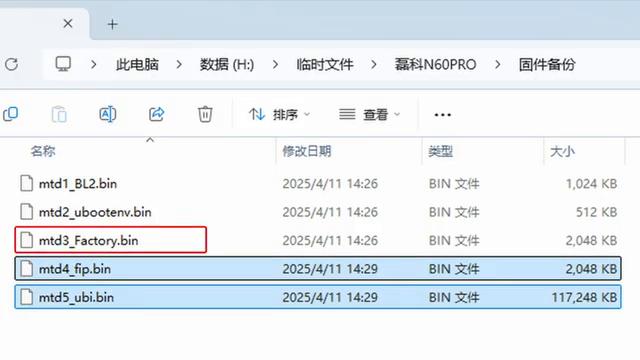 此电脑 > 数据 (H:) > 临时文件 > 磊科N60PRO > 固件备份
排序 查看
名称 修改日期 类型 大小
mtd1_BL2.bin 2025/4/11 14:26 BIN 文件 1,024 KB
mtd2_ubootenv.bin 2025/4/11 14:26 BIN 文件 512 KB
mtd3_Factory.bin 2025/4/11 14:26 BIN 文件 2,048 KB
mtd4_fip.bin 2025/4/11 14:29 BIN 文件 2,048 KB
mtd5_ubi.bin 2025/4/11 14:29 BIN 文件 117,248 KB